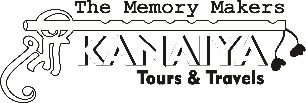 The Memory Makers
श्री
KANAIYA
Tours & Travels